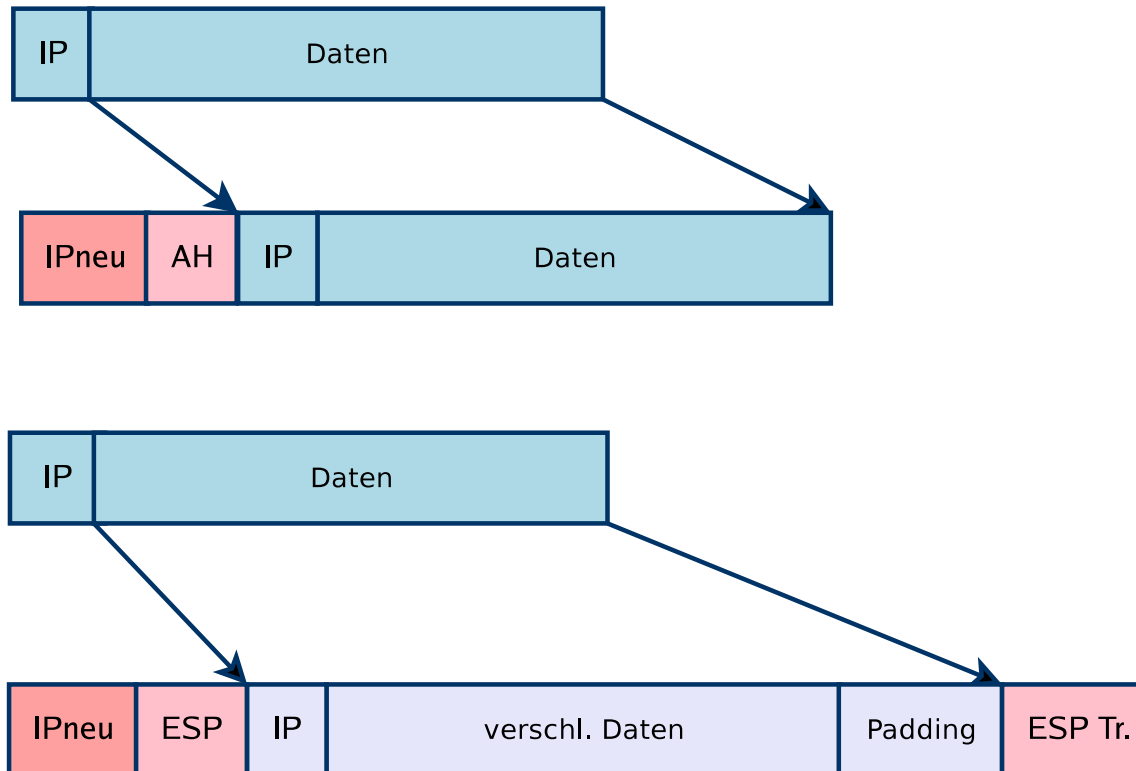 IP Daten
IPneu AH IP Daten
IP Daten
IPneu ESP IP verschl. Daten Padding ESP Tr.